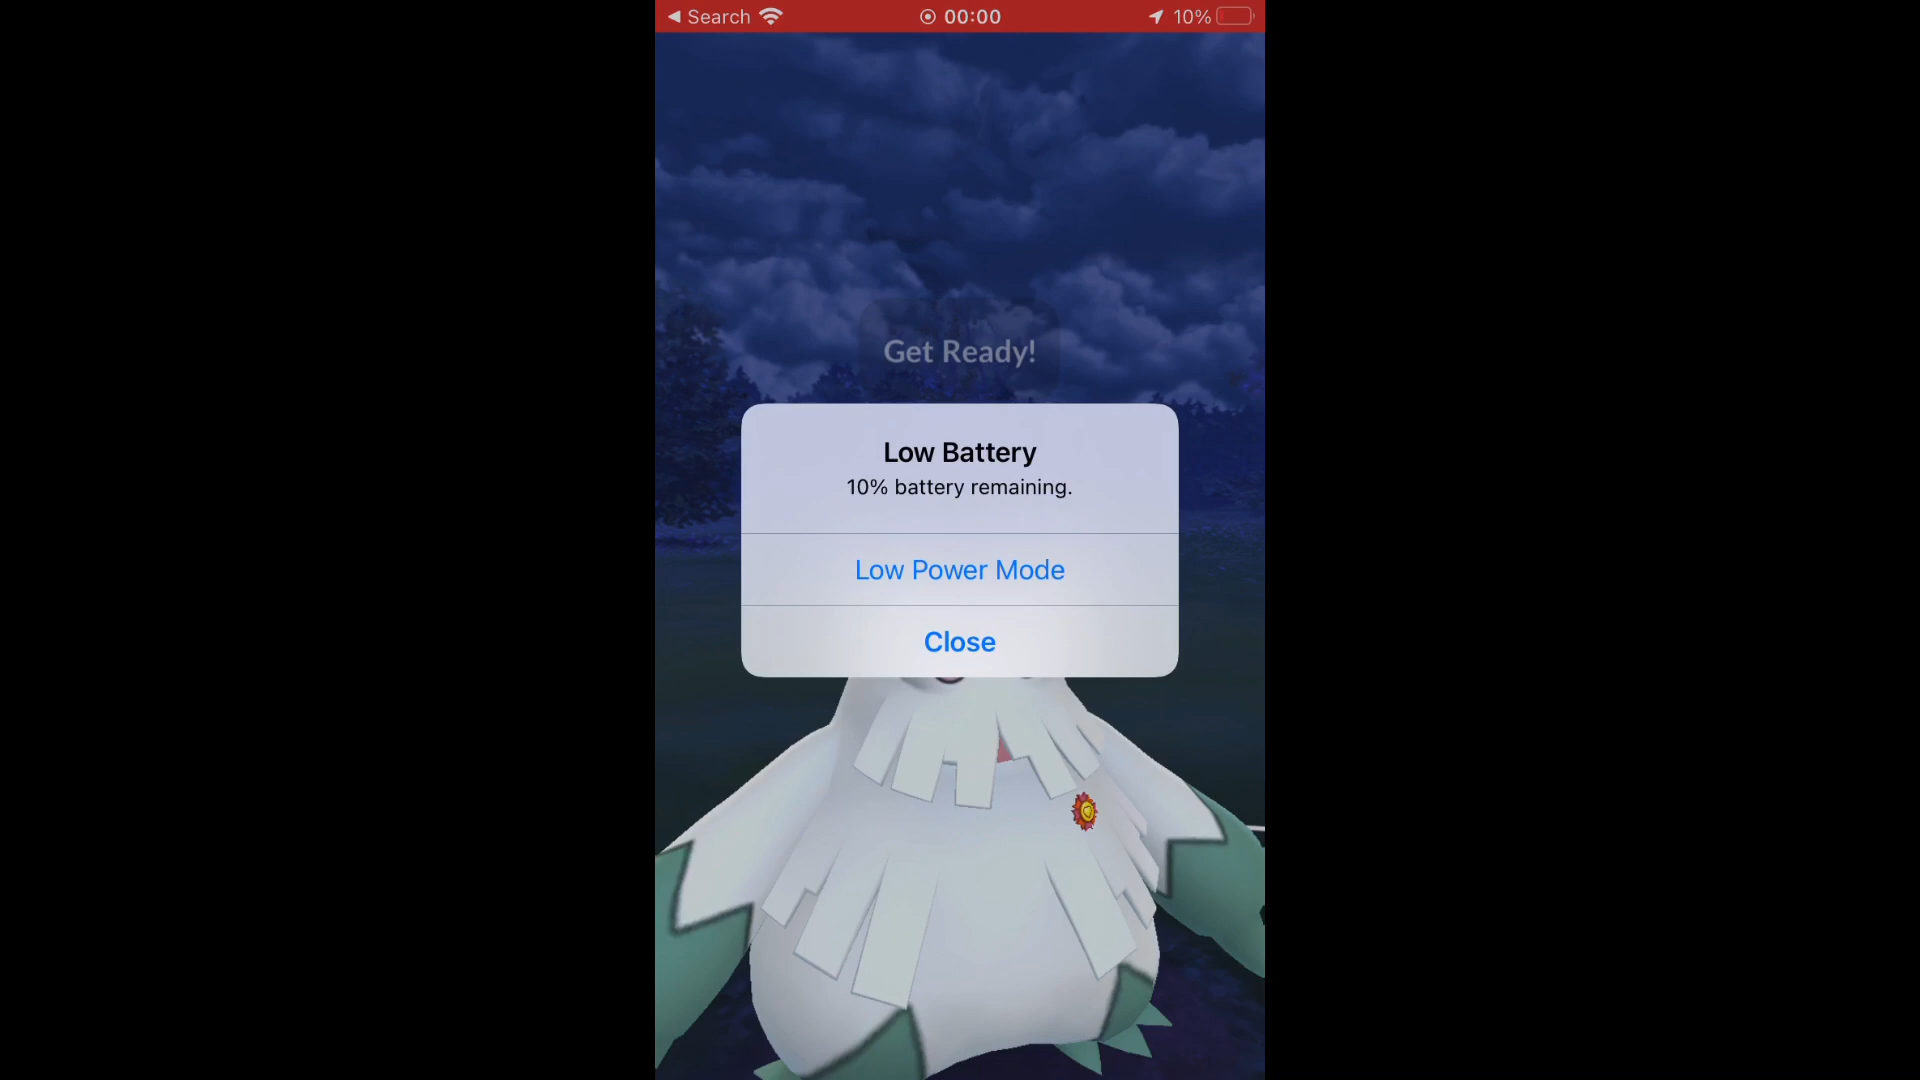 ◀ Search 00:00 10%
Get Ready!
Low Battery
10% battery remaining.
Low Power Mode
Close